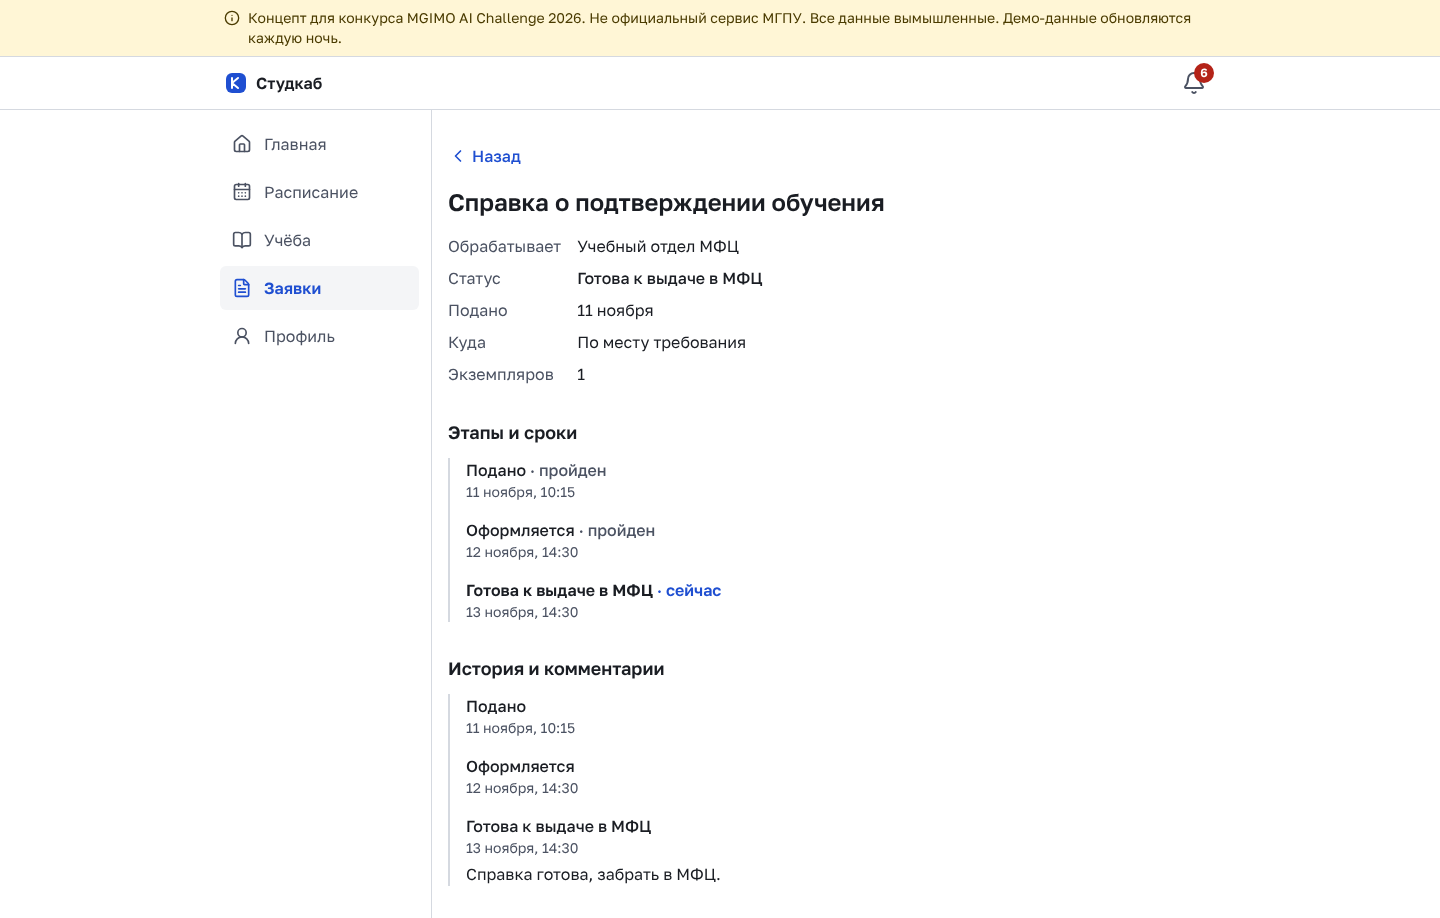 Концепт для конкурса MGIMO AI Challenge 2026. Не официальный сервис МГПУ. Все данные вымышленные. Демо-данные обновляются
каждую ночь.
Студкаб
6
Главная
Расписание
Учёба
Заявки
Профиль
Назад
Справка о подтверждении обучения
Обрабатывает Учебный отдел МФЦ
Статус Готова к выдаче в МФЦ
Подано 11 ноября
Куда По месту требования
Экземпляров 1
Этапы и сроки
Подано · пройден
11 ноября, 10:15
Оформляется · пройден
12 ноября, 14:30
Готова к выдаче в МФЦ · сейчас
13 ноября, 14:30
История и комментарии
Подано
11 ноября, 10:15
Оформляется
12 ноября, 14:30
Готова к выдаче в МФЦ
13 ноября, 14:30
Справка готова, забрать в МФЦ.